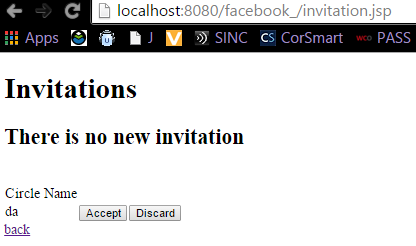 localhost:8080/facebook_/invitation.jsp
Apps J SINC CS CorSmart wco PASS
Invitations
There is no new invitation
Circle Name
da Accept Discard
back